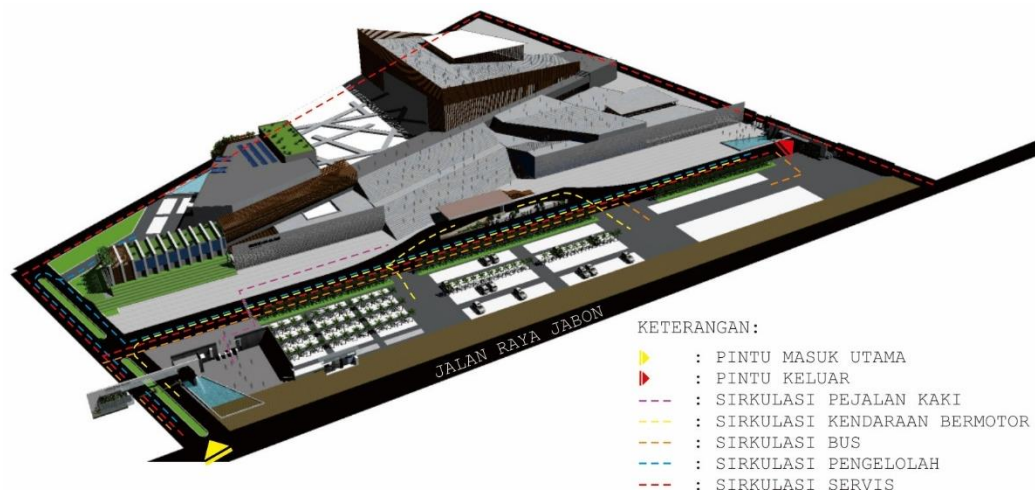 JALAN RAYA JABON
KETERANGAN:
: PINTU MASUK UTAMA
: PINTU KELUAR
: SIRKULASI PEJALAN KAKI
: SIRKULASI KENDARAAN BERMOTOR
: SIRKULASI BUS
: SIRKULASI PENGELOLAH
: SIRKULASI SERVIS